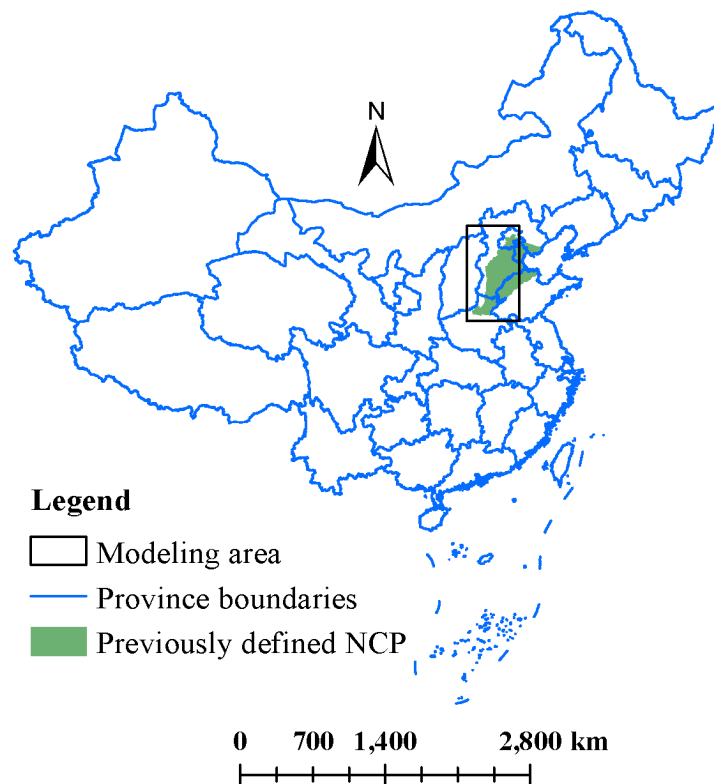 N
Legend
Modeling area
Province boundaries
Previously defined NCP
0 700 1,400 2,800 km